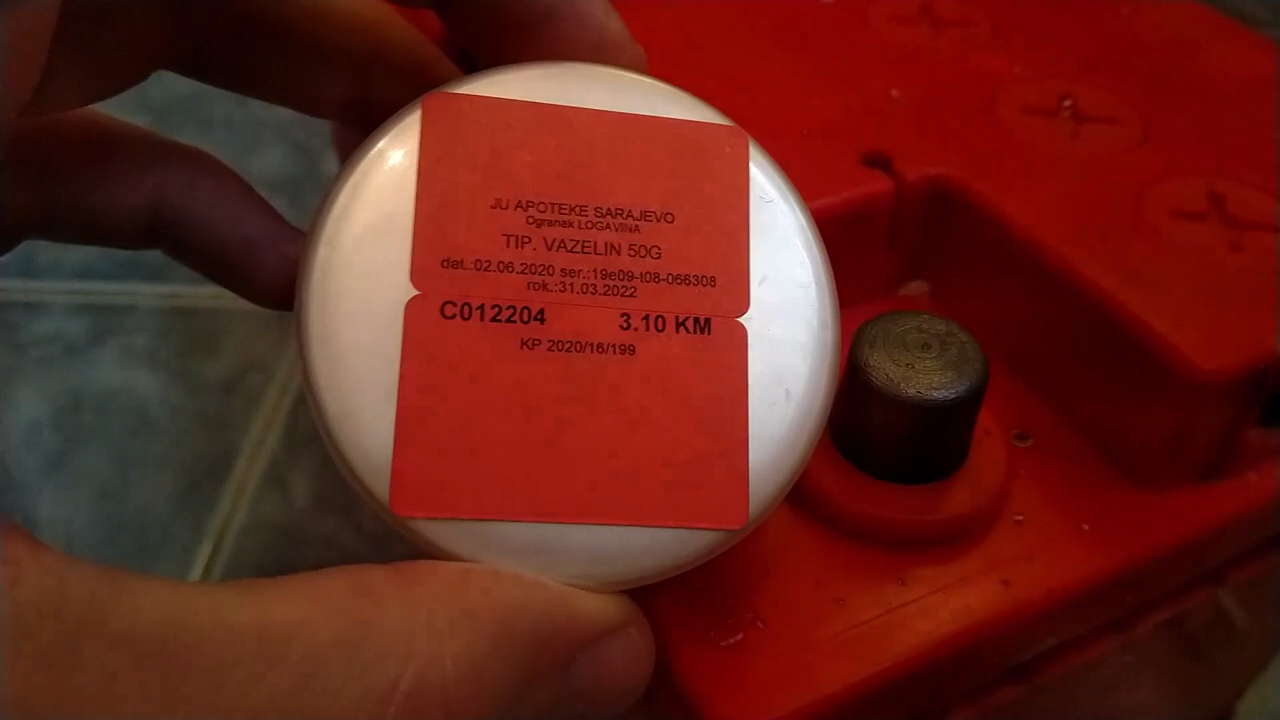 JU APOTEKE SARAJEVO
Ogranak LOGAVINA
TIP. VAZELIN 50G
dat.:02.06.2020 ser.:19e09-t08-066308
rok.:31.03.2022
C012204 3.10 KM
KP 2020/16/199